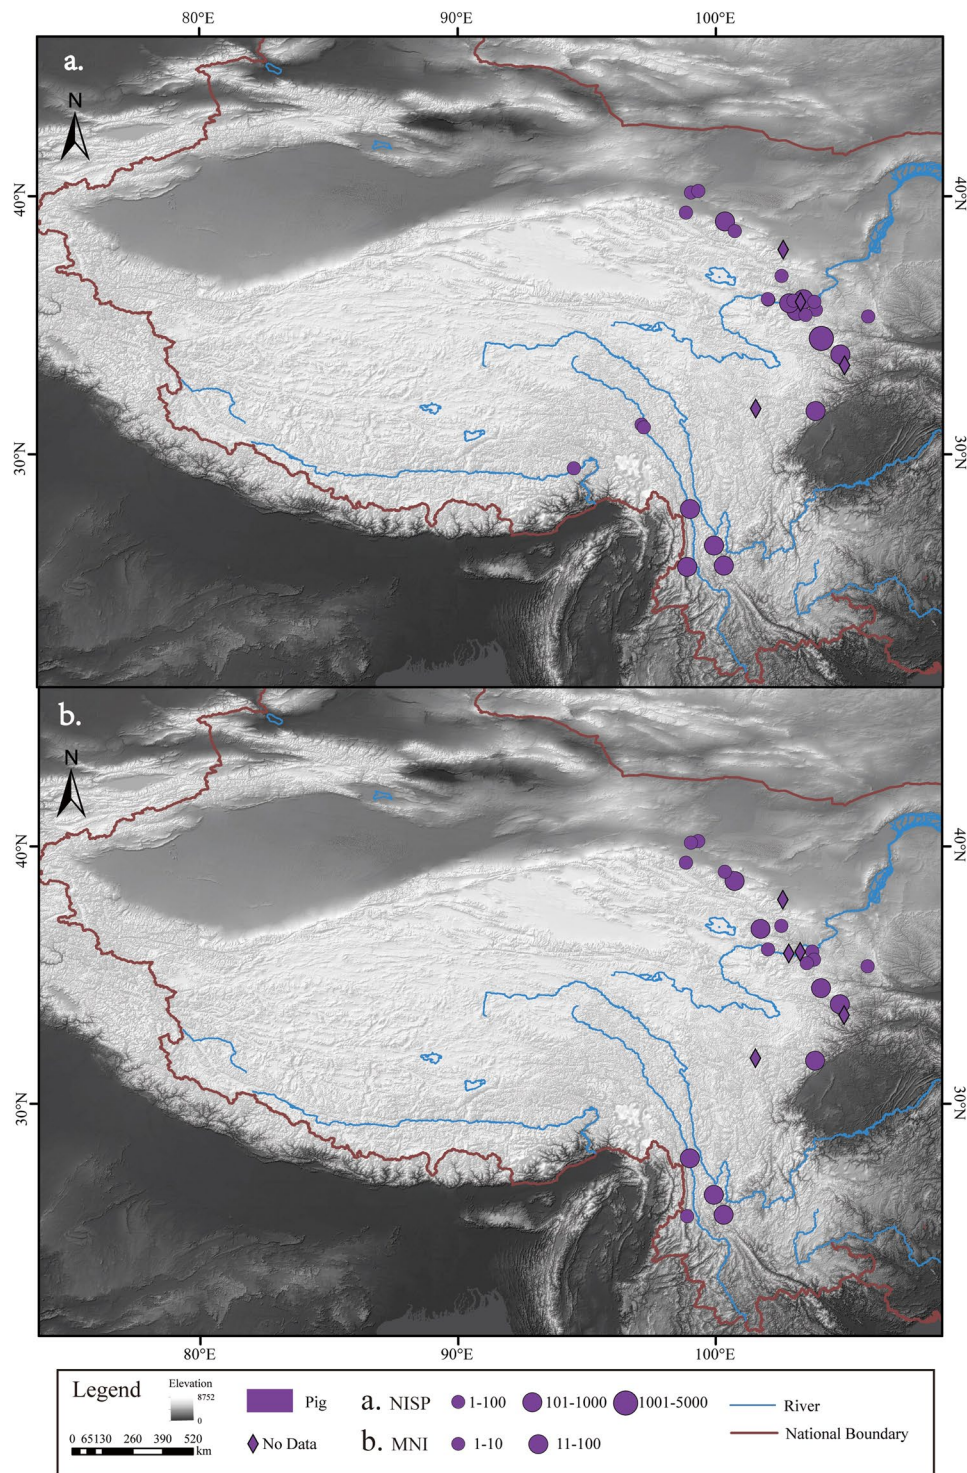 80°E 90°E 100°E
a.
N
40°N 40°N
30°N 30°N
b.
N
40°N 40°N
30°N 30°N
80°E 90°E 100°E
Legend Elevation 8752 0 Pig a. NISP 1-100 101-1000 1001-5000 River
0 65130 260 390 520 km No Data b. MNI 1-10 11-100 National Boundary